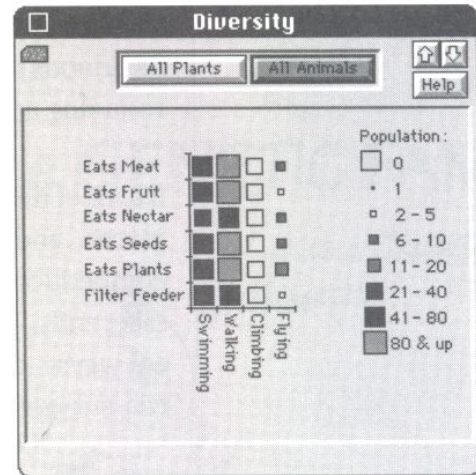 Diversity
All Plants
All Animals
Help
Eats Meat
Eats Fruit
Eats Nectar
Eats Seeds
Eats Plants
Filter Feeder
Swimming
Walking
Climbing
Flying
Population:
0
1
2 - 5
6 - 10
11 - 20
21 - 40
41 - 80
80 & up